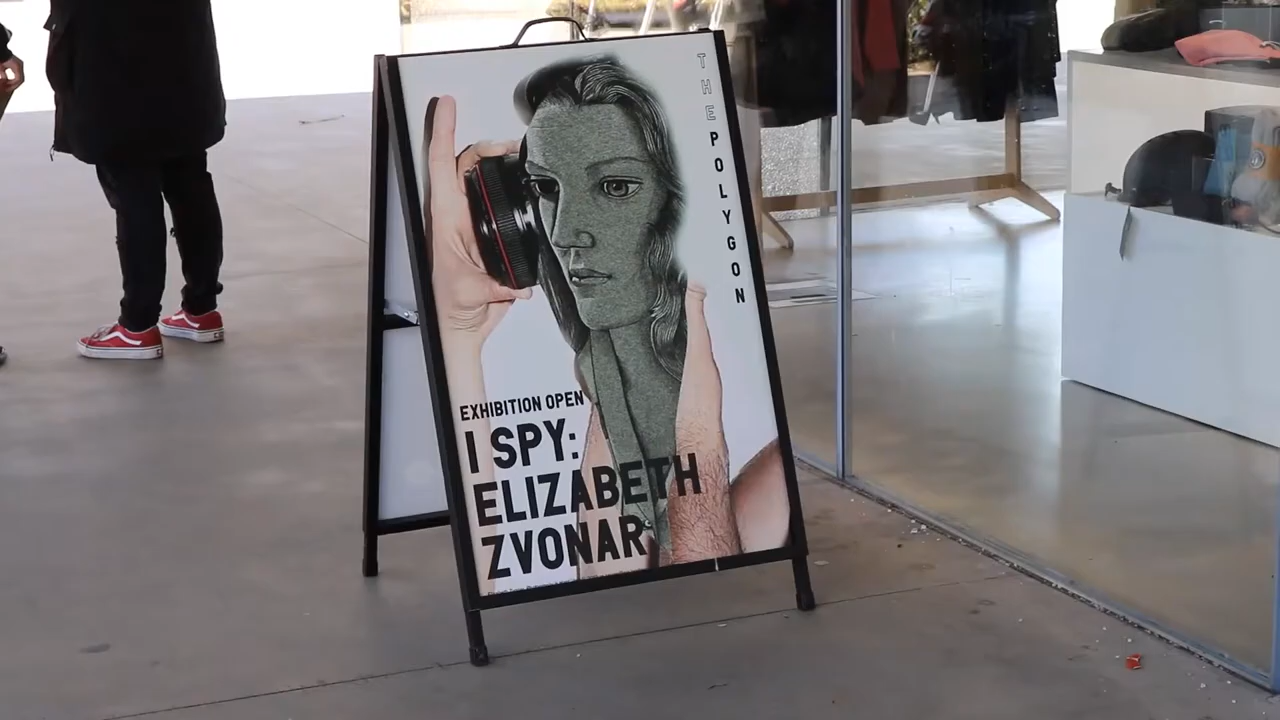 THE POLYGON
EXHIBITION OPEN
I SPY:
ELIZABETH
ZVONAR